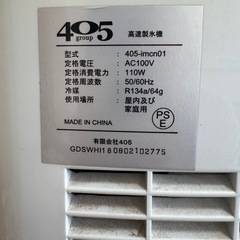 405 group 高速製氷機
型式 : 405-imcn01
定格電圧 : AC100V
定格消費電力 : 110W
定格周波数 : 50/60Hz
冷媒 : R134a/64g
使用場所 : 屋内及び
家庭用
PS
E
MADE IN CHINA
有限会社405
GDSWHI180802102775